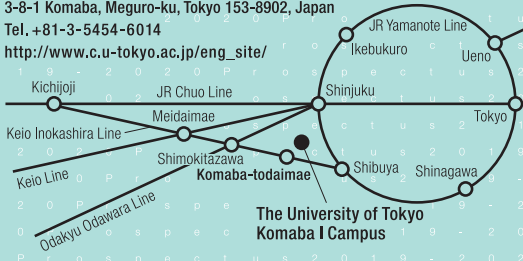 3-8-1 Komaba, Meguro-ku, Tokyo 153-8902, Japan
Tel. +81-3-5454-6014
http://www.c.u-tokyo.ac.jp/eng_site/
JR Yamanote Line
Ikebukuro
Ueno
Kichijoji
JR Chuo Line
Shinjuku
Tokyo
Meidaimae
Keio Inokashira Line
Shimokitazawa
Komaba-todaimae
Shibuya
Shinagawa
Keio Line
Odakyu Odawara Line
The University of Tokyo
Komaba I Campus